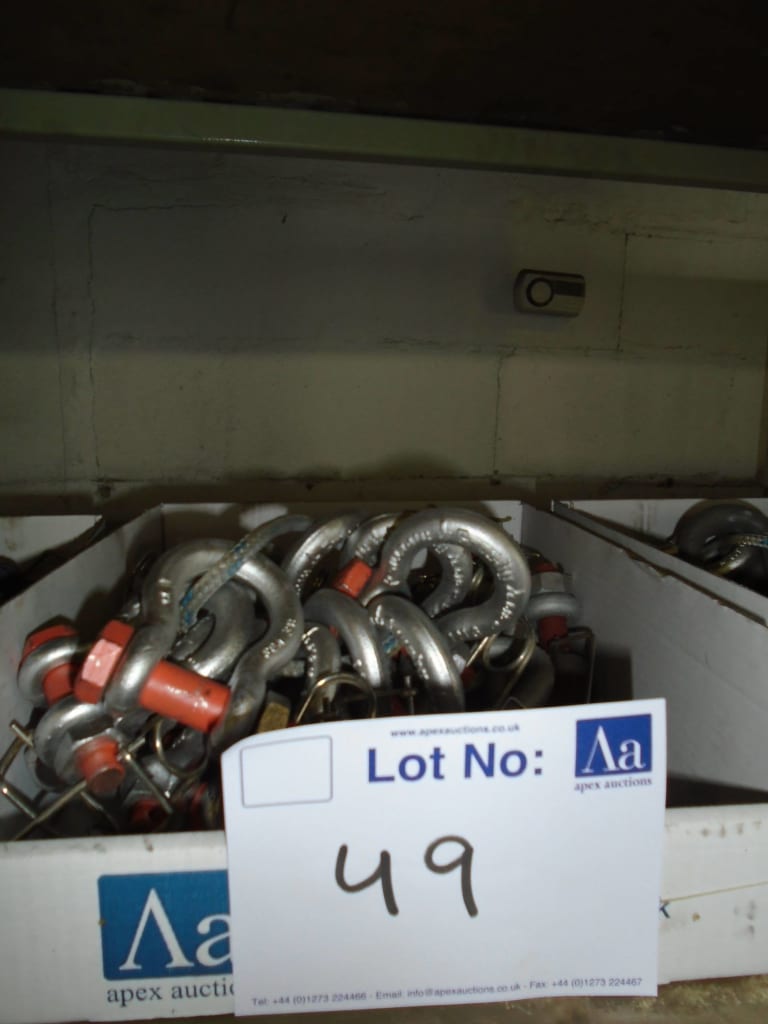 www.apexauctions.co.uk
Lot No:
Aa
apex auctions
49
Aa
apex auctio
k
Tel: +44 (0)1273 224466 - Email: info@apexauctions.co.uk - Fax: +44 (0)1273 224467